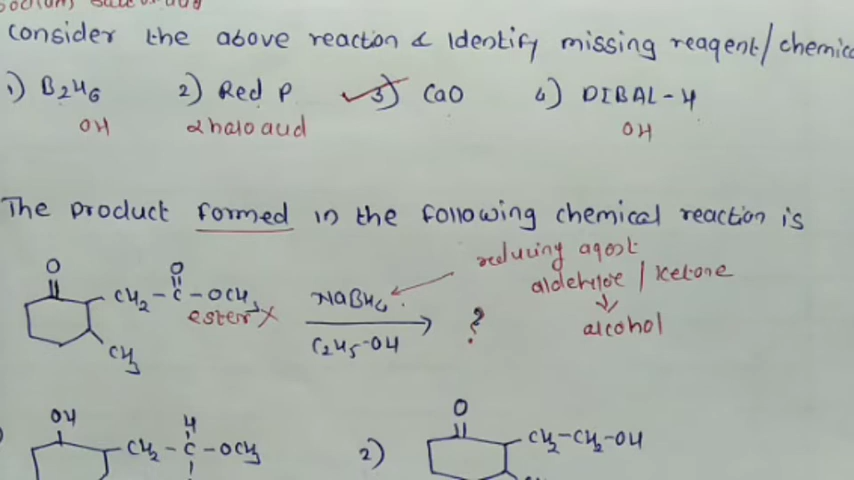 Consider the above reaction & Identify missing reagent/chemic
1) B2H6 2) Red P 3) CaO 4) DIBAL-H
OH α halo acid OH
The product formed in the following chemical reaction is
reducing agent
aldehyde / ketone
alcohol
O O
CH2-C-OCH3 NaBH4 ?
ester X
C2H5-OH
CH3
OH H O
CH2-C-OCH3 2) CH2-CH2-OH